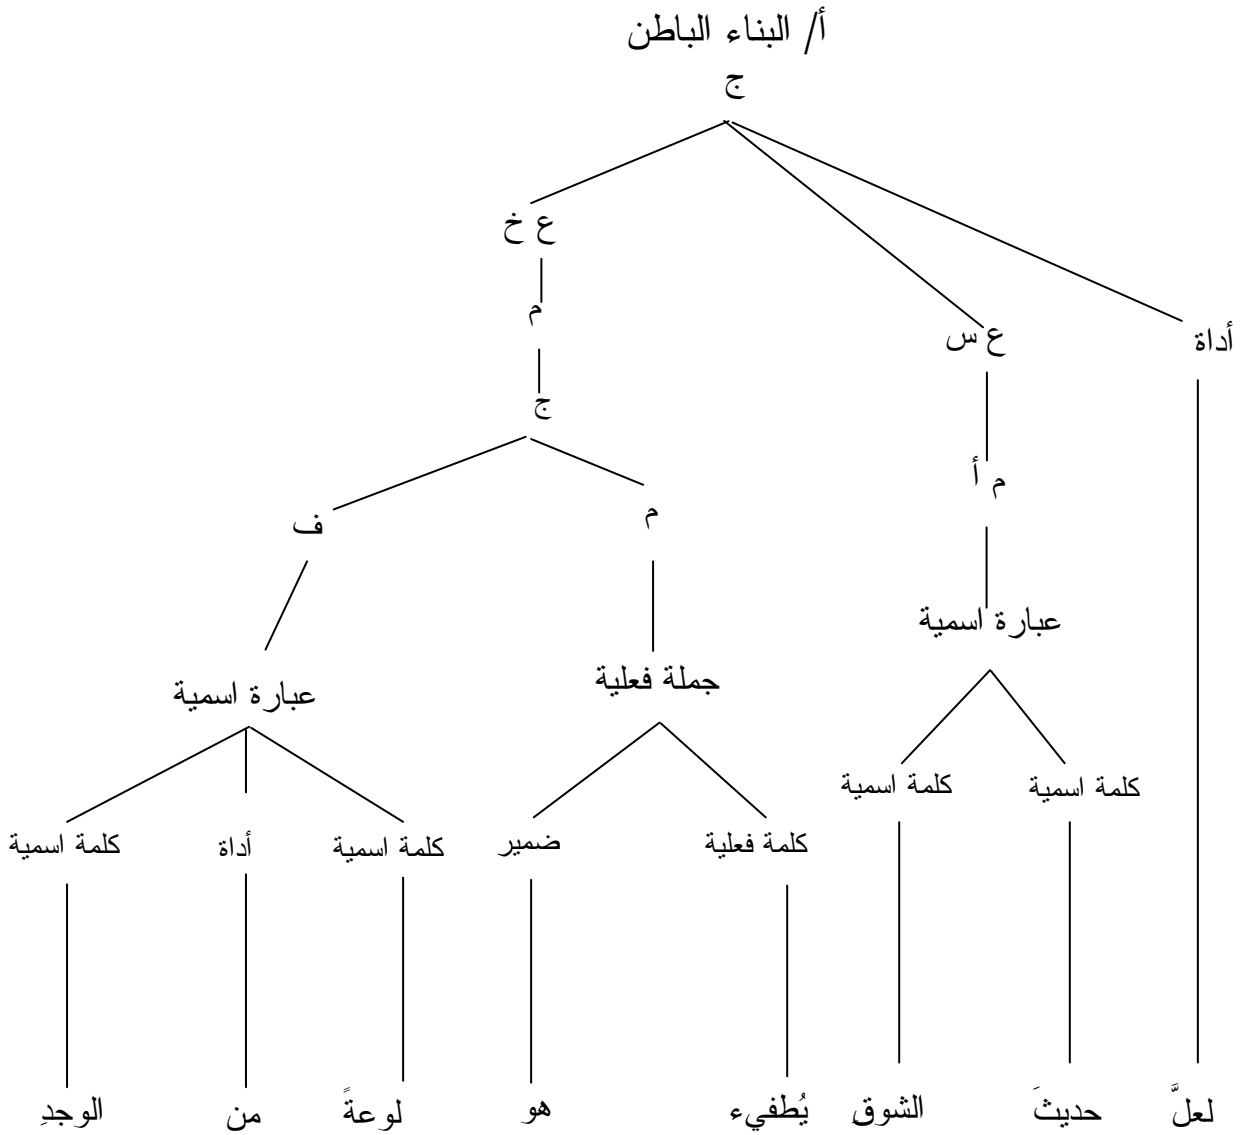 أ/ البناء الباطن
ج
ع خ
م
أداة
ع س
ج
م أ
م
ف
عبارة اسمية
جملة فعلية
عبارة اسمية
كلمة اسمية
كلمة اسمية
كلمة فعلية
ضمير
كلمة اسمية
أداة
كلمة اسمية
لعلَّ حديثَ الشوقِ يُطفيء هو لوعةً من الوجدِ